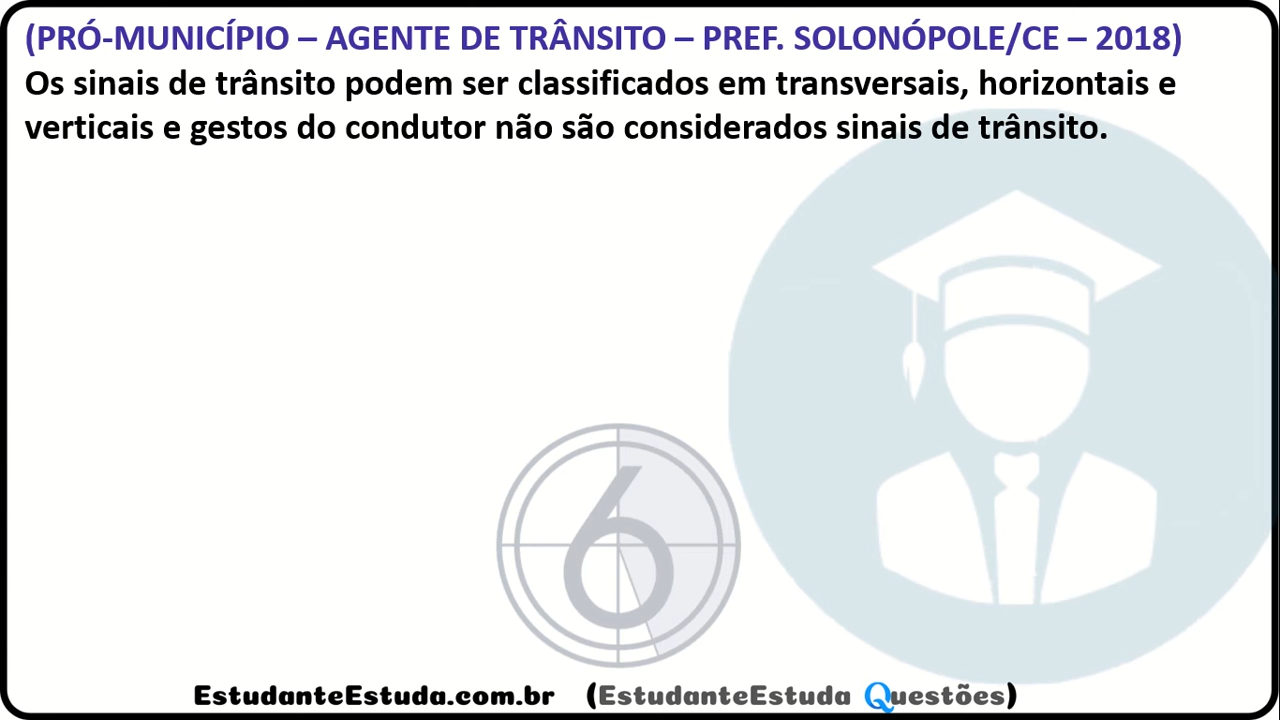 (PRÓ-MUNICÍPIO – AGENTE DE TRÂNSITO – PREF. SOLONÓPOLE/CE – 2018)
Os sinais de trânsito podem ser classificados em transversais, horizontais e
verticais e gestos do condutor não são considerados sinais de trânsito.
6
EstudanteEstuda.com.br (EstudanteEstuda Questões)